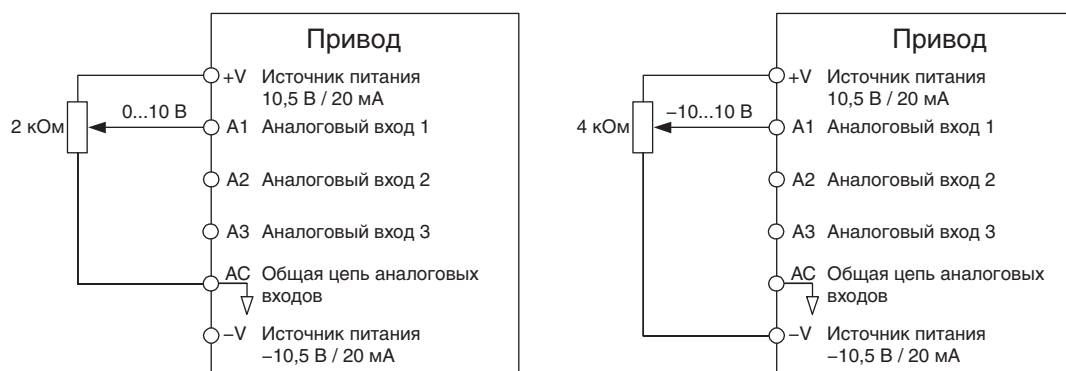 Привод
+V Источник питания
10,5 В / 20 мА
2 кОм
0...10 В
A1 Аналоговый вход 1
A2 Аналоговый вход 2
A3 Аналоговый вход 3
AC Общая цепь аналоговых
входов
–V Источник питания
–10,5 В / 20 мА
Привод
+V Источник питания
10,5 В / 20 мА
4 кОм
–10...10 В
A1 Аналоговый вход 1
A2 Аналоговый вход 2
A3 Аналоговый вход 3
AC Общая цепь аналоговых
входов
–V Источник питания
–10,5 В / 20 мА